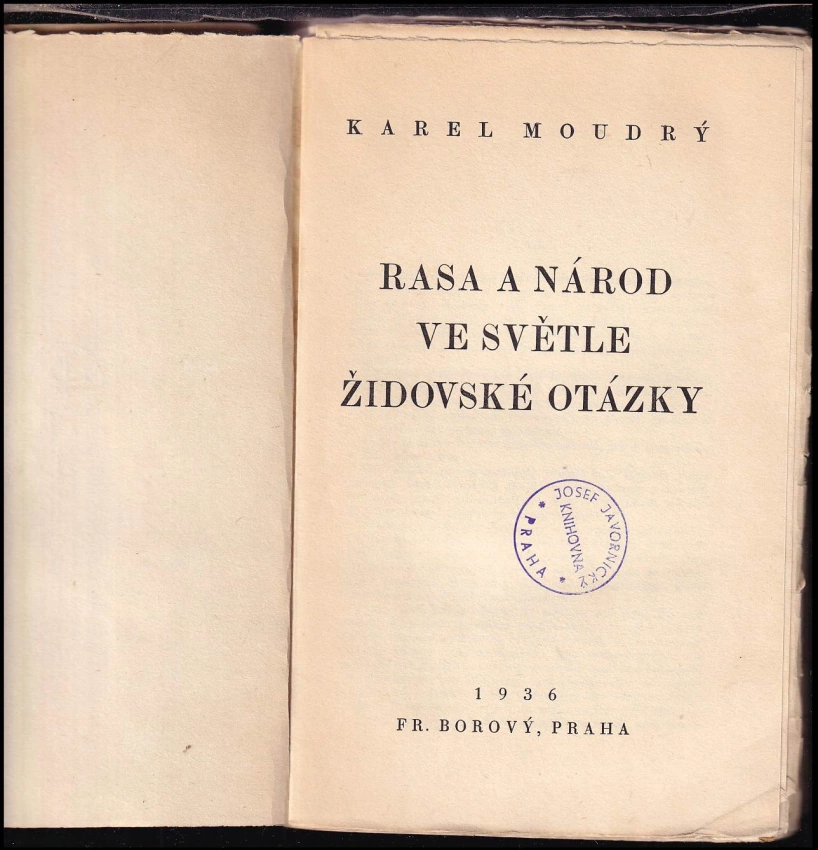 KAREL MOUDRÝ
RASA A NÁROD
VE SVĚTLE
ŽIDOVSKÉ OTÁZKY
JOSEF JAVORNICKÝ
KNIHOVNA
* PRAHA *
1936
FR. BOROVÝ, PRAHA